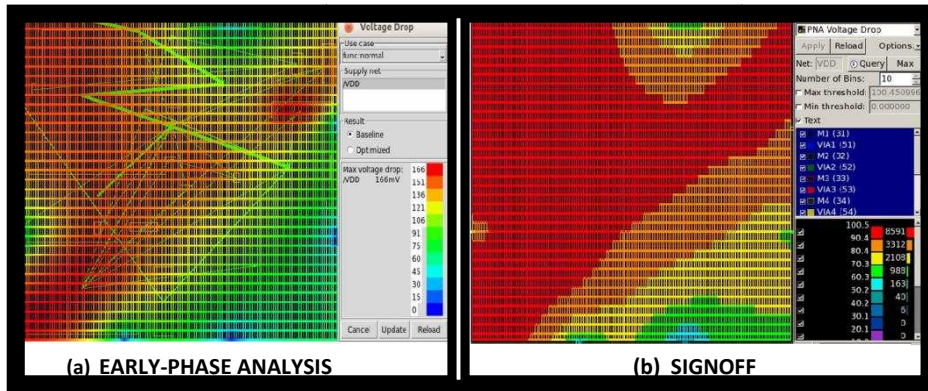 Voltage Drop
Use case
func:normal
Supply net
/VDD
Result
Baseline
Optimized
Max voltage drop:
/VDD 166mV
166
151
136
121
106
91
75
60
45
30
15
0
Cancel Update Reload
(a) EARLY-PHASE ANALYSIS
PNA Voltage Drop
Apply Reload Options
Net: VDD Query Max
Number of Bins: 10
Max threshold: 100.450996
Min threshold: 0.000000
Text
M1 (31)
VIA1 (51)
M2 (32)
VIA2 (52)
M3 (33)
VIA3 (53)
M4 (34)
VIA4 (54)
100.5
8591
90.4
3312
80.4
2108
70.3
983
60.3
163
50.2
40
40.2
6
30.1
0
20.1
0
(b) SIGNOFF